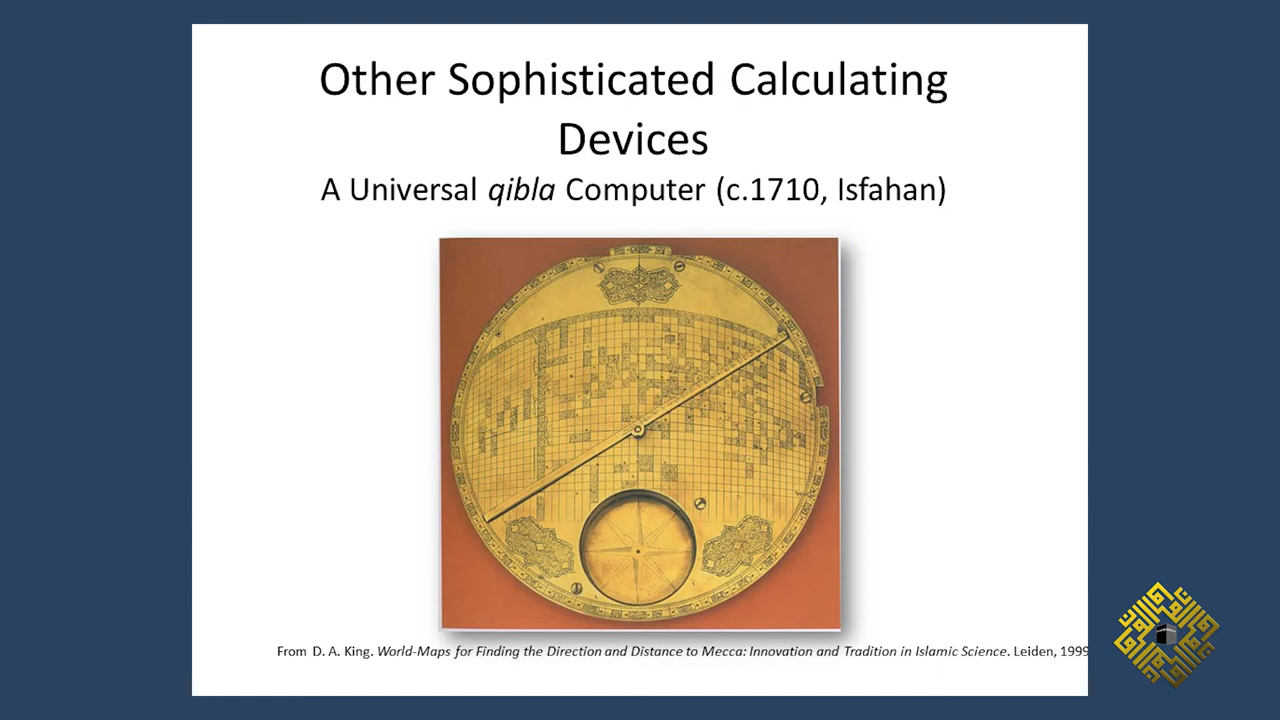 Other Sophisticated Calculating
Devices
A Universal qibla Computer (c.1710, Isfahan)
From D. A. King. World-Maps for Finding the Direction and Distance to Mecca: Innovation and Tradition in Islamic Science. Leiden, 1999